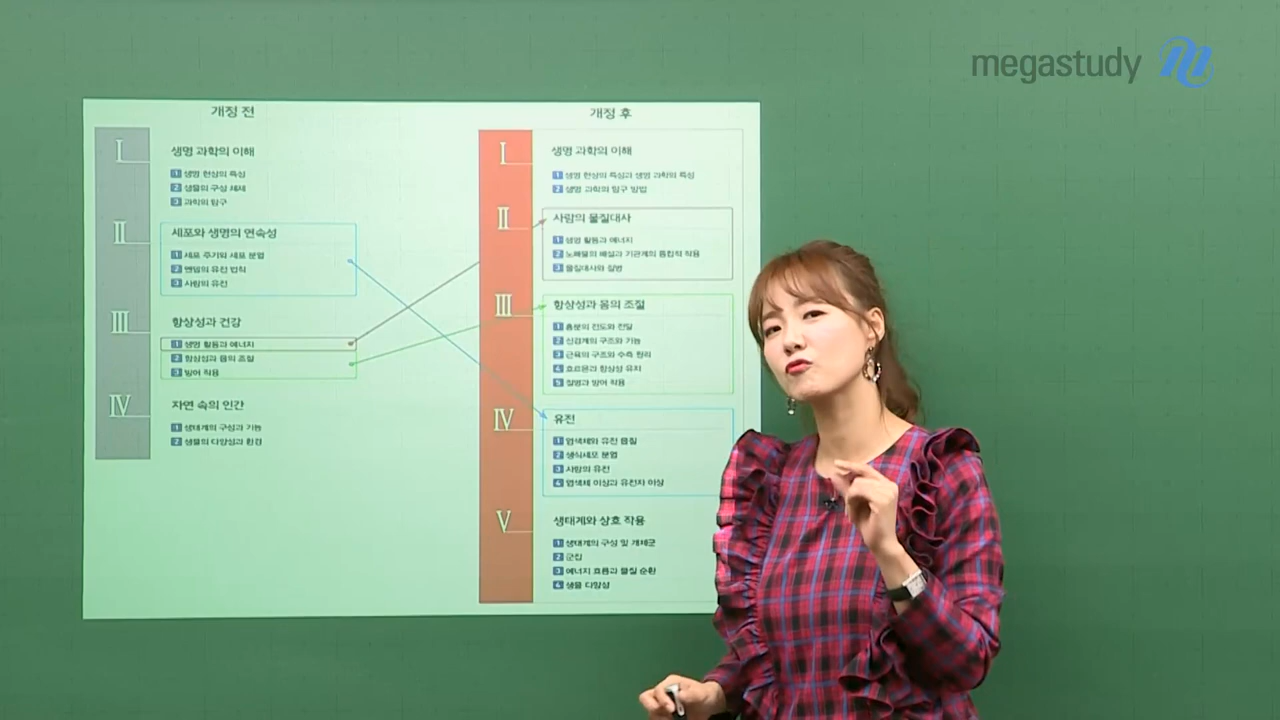 megastudy
개정 전
Ⅰ
생명 과학의 이해
1 생명 현상의 특성
2 생물의 구성 체제
3 과학의 탐구
Ⅱ
세포와 생명의 연속성
1 세포 주기와 세포 분열
2 멘델의 유전 법칙
3 사람의 유전
Ⅲ
항상성과 건강
1 생명 활동과 에너지
2 항상성과 몸의 조절
3 방어 작용
Ⅳ
자연 속의 인간
1 생태계의 구성과 기능
2 생물의 다양성과 환경
개정 후
Ⅰ
생명 과학의 이해
1 생명 현상의 특성과 생명 과학의 특성
2 생명 과학의 탐구 방법
Ⅱ
사람의 물질대사
1 생명 활동과 에너지
2 노폐물의 배설과 기관계의 통합적 작용
3 물질대사와 질병
Ⅲ
항상성과 몸의 조절
1 흥분의 전도와 전달
2 신경계의 구조와 기능
3 근육의 구조와 수축 원리
4 호르몬과 항상성 유지
5 질병과 방어 작용
Ⅳ
유전
1 염색체와 유전 물질
2 생식세포 분열
3 사람의 유전
4 염색체 이상과 유전자 이상
Ⅴ
생태계와 상호 작용
1 생태계의 구성 및 개체군
2 군집
3 에너지 흐름과 물질 순환
4 생물 다양성